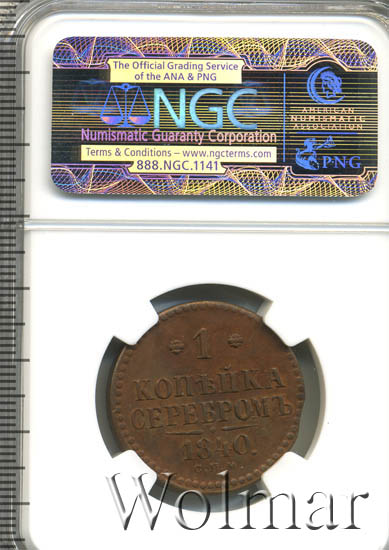 The Official Grading Service
of the ANA & PNG
NGC
Numismatic Guaranty Corporation
Terms & Conditions – www.ngcterms.com
888.NGC.1141
AMERICAN
NUMISMATIC
ASSOCIATION
PNG
1
КОПѢЙКА
СЕРЕБРОМЪ
1840.
Wolmar